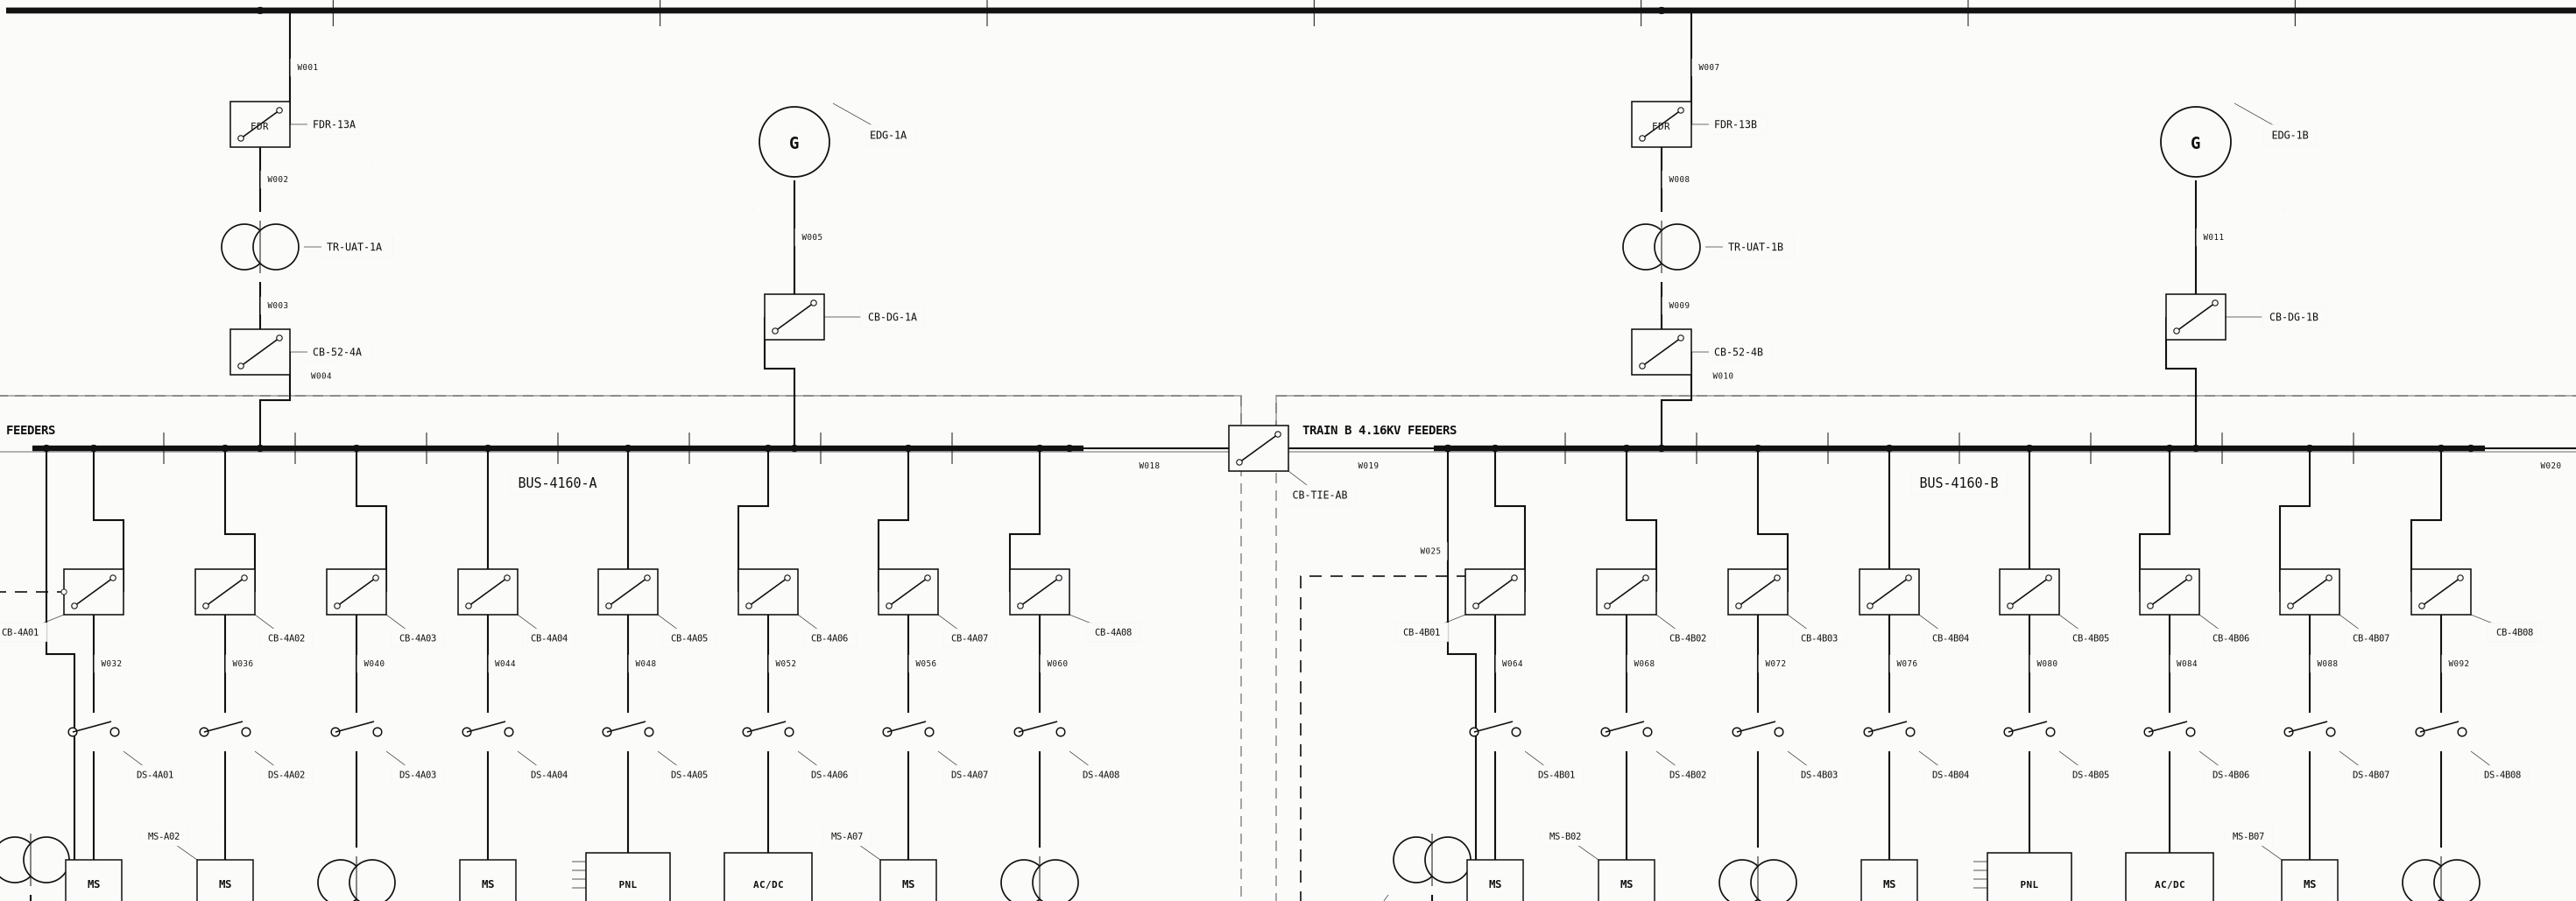 W001
W007
FDR
FDR-13A
EDG-1A
G
FDR
FDR-13B
EDG-1B
G
W002
W008
W005
W011
TR-UAT-1A
TR-UAT-1B
W003
W009
CB-DG-1A
CB-DG-1B
CB-52-4A
CB-52-4B
W004
W010
FEEDERS
TRAIN B 4.16KV FEEDERS
W018
W019
W020
BUS-4160-A
BUS-4160-B
CB-TIE-AB
W025
CB-4A01
CB-4A02
CB-4A03
CB-4A04
CB-4A05
CB-4A06
CB-4A07
CB-4A08
CB-4B01
CB-4B02
CB-4B03
CB-4B04
CB-4B05
CB-4B06
CB-4B07
CB-4B08
W032
W036
W040
W044
W048
W052
W056
W060
W064
W068
W072
W076
W080
W084
W088
W092
DS-4A01
DS-4A02
DS-4A03
DS-4A04
DS-4A05
DS-4A06
DS-4A07
DS-4A08
DS-4B01
DS-4B02
DS-4B03
DS-4B04
DS-4B05
DS-4B06
DS-4B07
DS-4B08
MS-A02
MS-A07
MS-B02
MS-B07
MS
MS
MS
PNL
AC/DC
MS
MS
MS
MS
PNL
AC/DC
MS